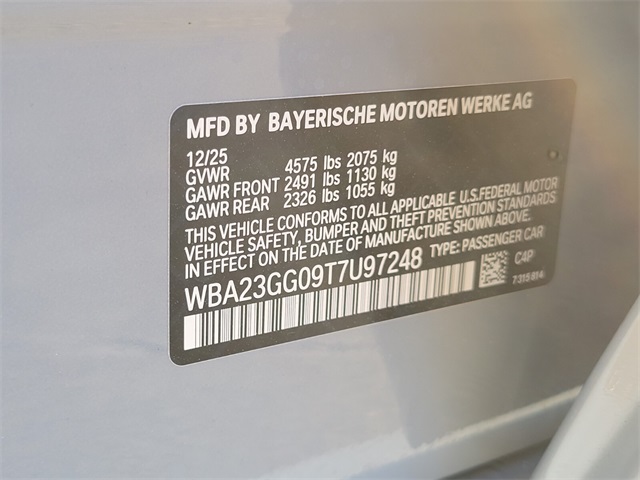 MFD BY BAYERISCHE MOTOREN WERKE AG
12/25
GVWR 4575 lbs 2075 kg
GAWR FRONT 2491 lbs 1130 kg
GAWR REAR 2326 lbs 1055 kg
THIS VEHICLE CONFORMS TO ALL APPLICABLE U.S.FEDERAL MOTOR
VEHICLE SAFETY, BUMPER AND THEFT PREVENTION STANDARDS
IN EFFECT ON THE DATE OF MANUFACTURE SHOWN ABOVE.
WBA23GG09T7U97248 TYPE: PASSENGER CAR
C4P
7315814